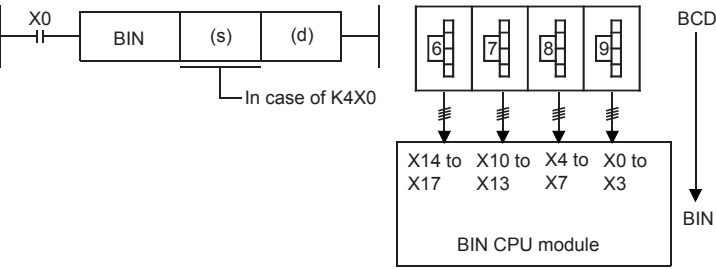 X0
BIN (s) (d)
In case of K4X0
6 7 8 9
BCD
X14 to X10 to X4 to X0 to
X17 X13 X7 X3
BIN
BIN CPU module